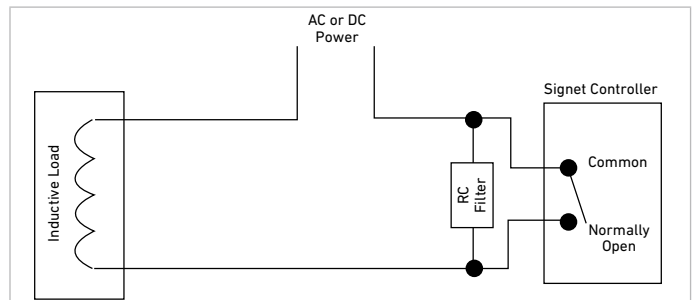 AC or DC
Power
Signet Controller
Inductive Load
RC
Filter
Common
Normally
Open